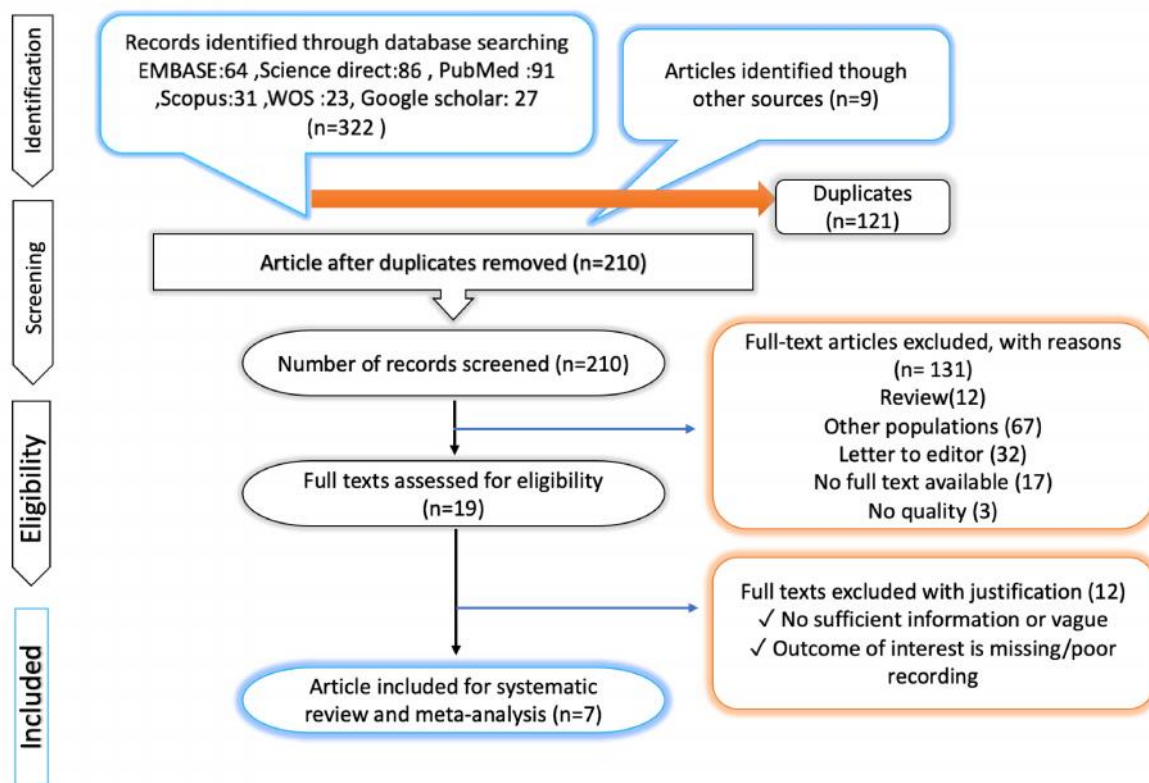 Identification
Records identified through database searching
EMBASE:64 ,Science direct:86 , PubMed :91
,Scopus:31 ,WOS :23, Google scholar: 27
(n=322 )
Articles identified though
other sources (n=9)
Duplicates
(n=121)
Screening
Article after duplicates removed (n=210)
Number of records screened (n=210)
Full-text articles excluded, with reasons
(n= 131)
Review(12)
Other populations (67)
Letter to editor (32)
No full text available (17)
No quality (3)
Eligibility
Full texts assessed for eligibility
(n=19)
Full texts excluded with justification (12)
✓ No sufficient information or vague
✓ Outcome of interest is missing/poor
recording
Included
Article included for systematic
review and meta-analysis (n=7)